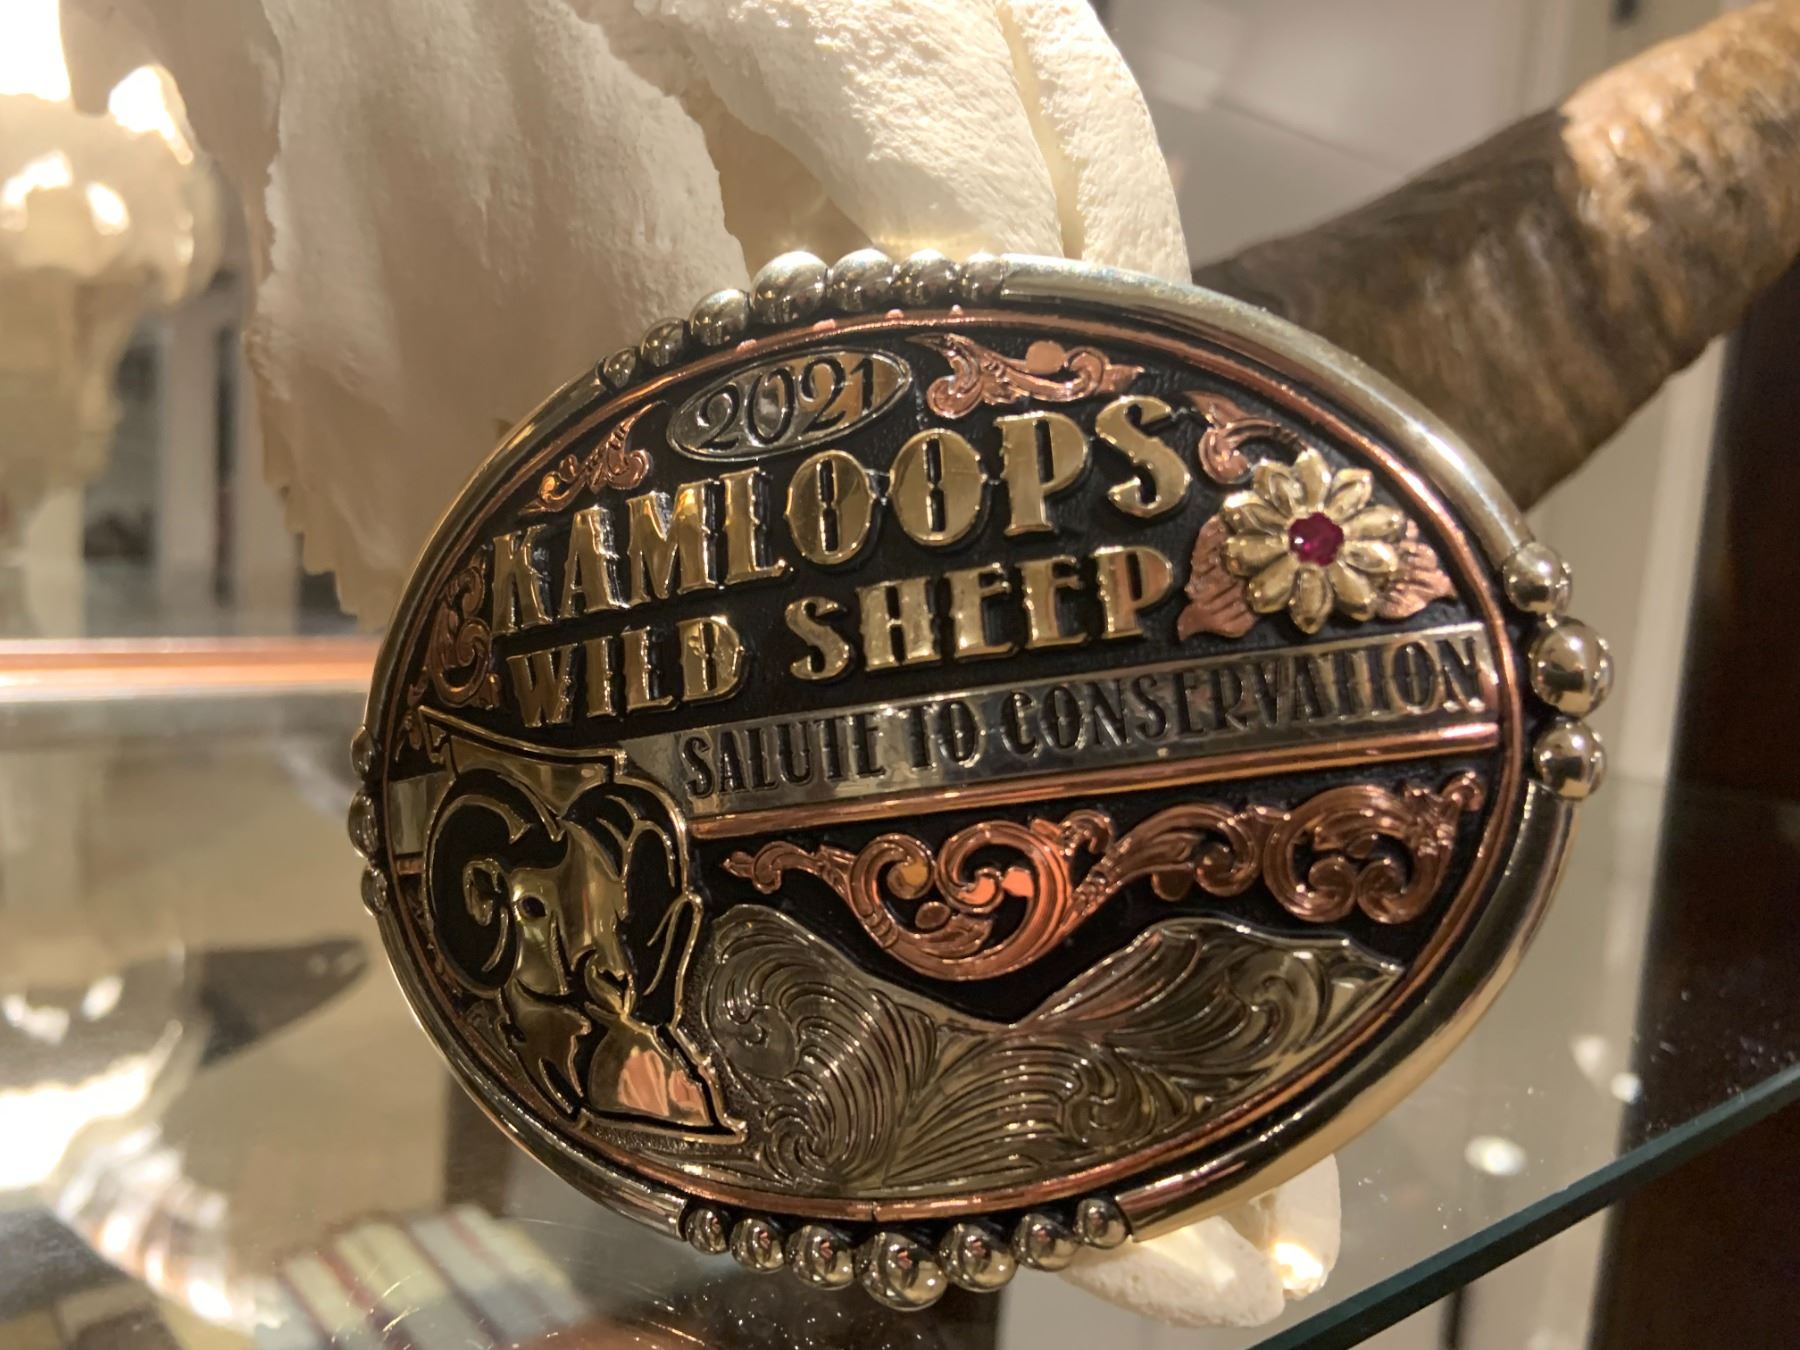 2021
KAMLOOPS
WILD SHEEP
SALUTE TO CONSERVATION